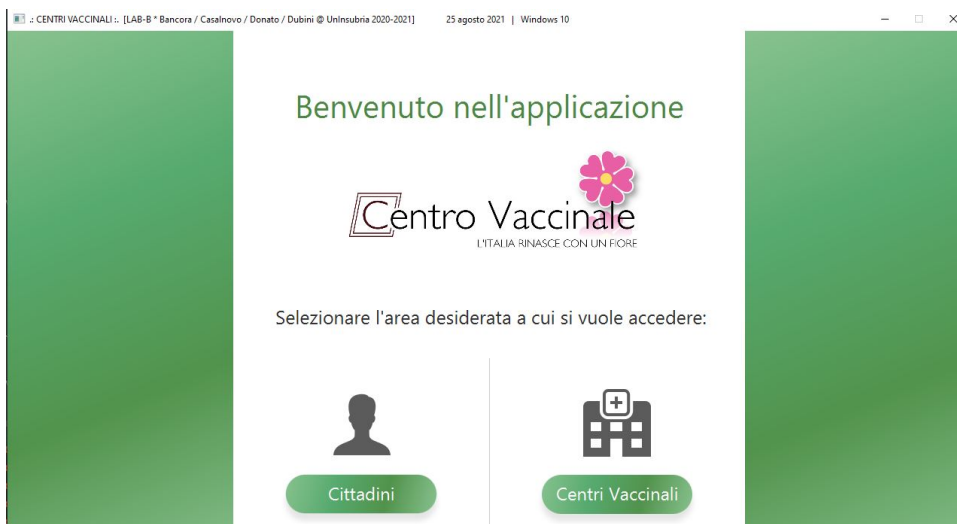 .: CENTRI VACCINALI :. [LAB-B * Bancora / Casalnovo / Donato / Dubini @ UnInsubria 2020-2021] 25 agosto 2021 | Windows 10
Benvenuto nell'applicazione
Centro Vaccinale
L'ITALIA RINASCE CON UN FIORE
Selezionare l'area desiderata a cui si vuole accedere:
Cittadini
Centri Vaccinali